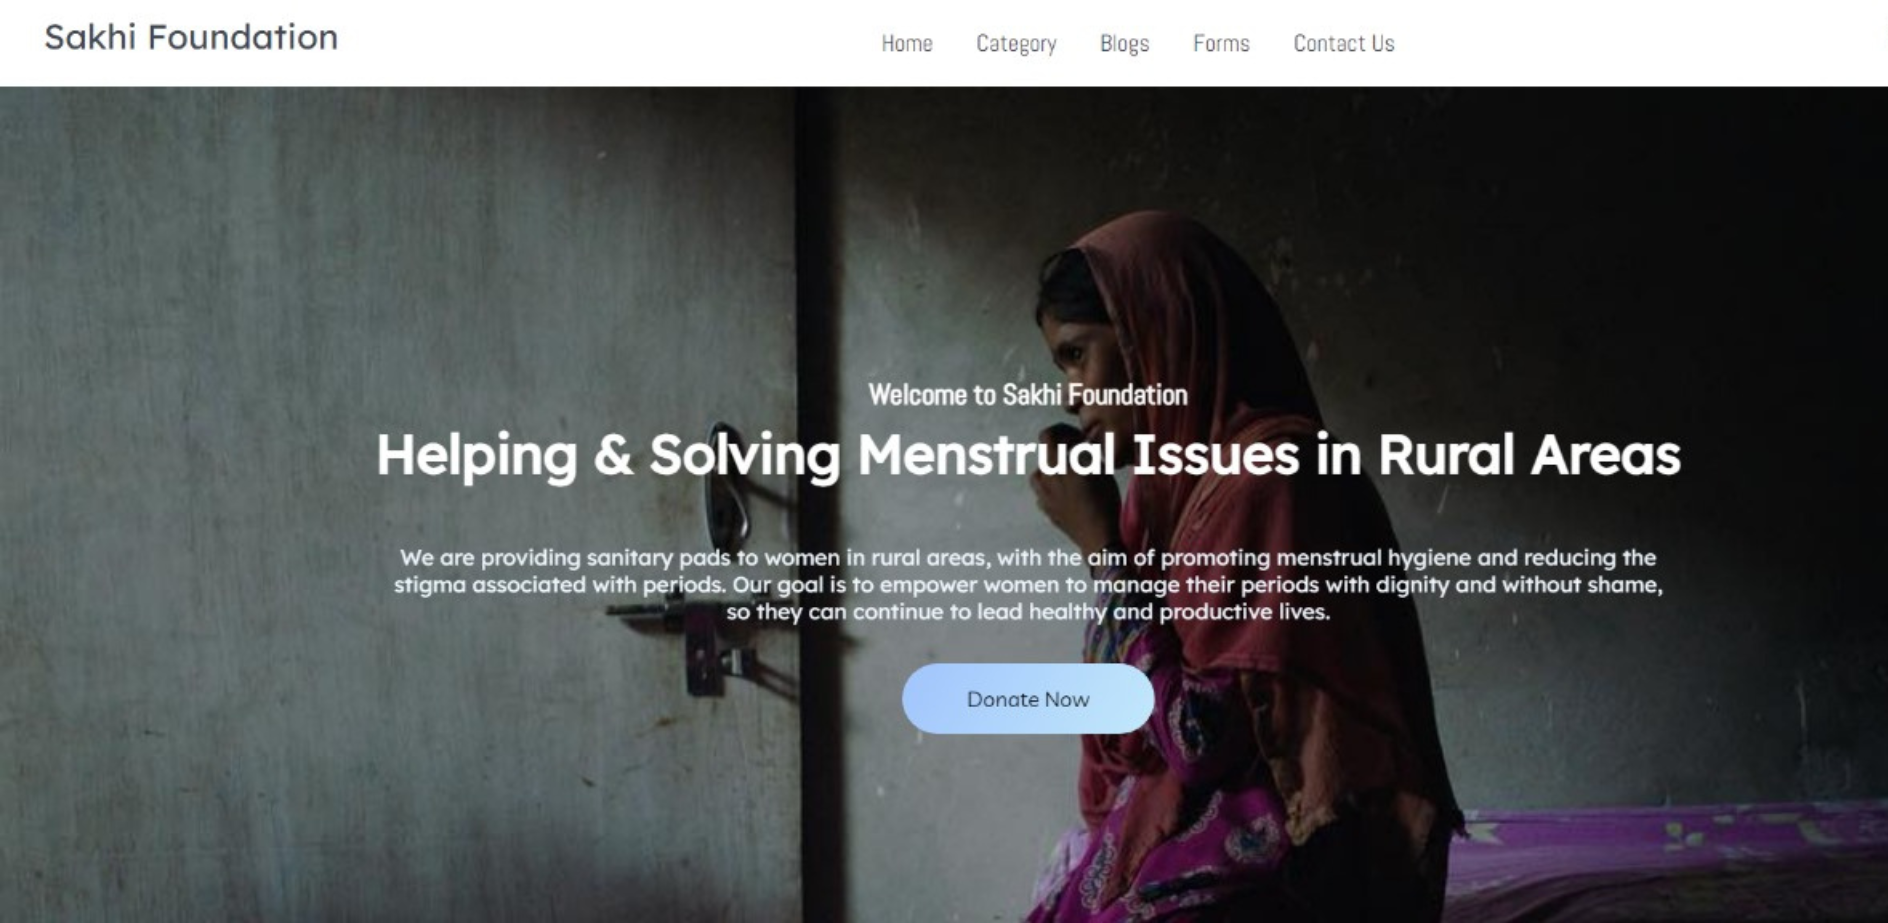 Sakhi Foundation
Home Category Blogs Forms Contact Us
Welcome to Sakhi Foundation
Helping & Solving Menstrual Issues in Rural Areas
We are providing sanitary pads to women in rural areas, with the aim of promoting menstrual hygiene and reducing the
stigma associated with periods. Our goal is to empower women to manage their periods with dignity and without shame,
so they can continue to lead healthy and productive lives.
Donate Now